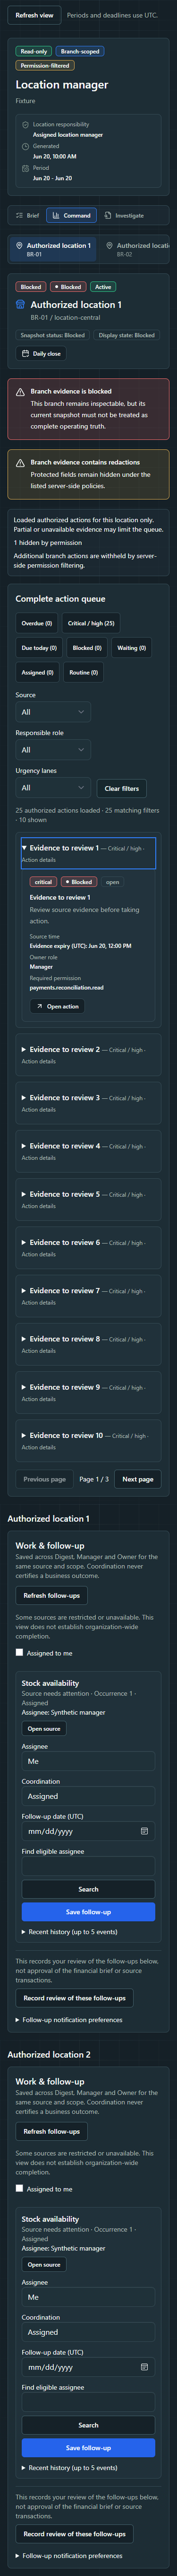 Refresh view
Periods and deadlines use UTC.
Read-only
Branch-scoped
Permission-filtered
Location manager
Fixture
Location responsibility
Assigned location manager
Generated
Jun 20, 10:00 AM
Period
Jun 20 - Jun 20
Brief
Command
Investigate
Authorized location 1
BR-01
Authorized locatio
BR-02
Blocked
Blocked
Active
Authorized location 1
BR-01 / location-central
Snapshot status: Blocked
Display state: Blocked
Daily close
Branch evidence is blocked
This branch remains inspectable, but its
current snapshot must not be treated as
complete operating truth.
Branch evidence contains redactions
Protected fields remain hidden under the
listed server-side policies.
Loaded authorized actions for this location only.
Partial or unavailable evidence may limit the queue.
1 hidden by permission
Additional branch actions are withheld by server-
side permission filtering.
Complete action queue
Overdue (0)
Critical / high (25)
Due today (0)
Blocked (0)
Waiting (0)
Assigned (0)
Routine (0)
Source
All
Responsible role
All
Urgency lanes
All
Clear filters
25 authorized actions loaded · 25 matching filters
· 10 shown
▼ Evidence to review 1 — Critical / high ·
Action details
critical
Blocked
open
Evidence to review 1
Review source evidence before taking
action.
Source time
Evidence expiry (UTC): Jun 20, 12:00 PM
Owner role
Manager
Required permission
payments.reconciliation.read
Open action
▶ Evidence to review 2 — Critical / high ·
Action details
▶ Evidence to review 3 — Critical / high ·
Action details
▶ Evidence to review 4 — Critical / high ·
Action details
▶ Evidence to review 5 — Critical / high ·
Action details
▶ Evidence to review 6 — Critical / high ·
Action details
▶ Evidence to review 7 — Critical / high ·
Action details
▶ Evidence to review 8 — Critical / high ·
Action details
▶ Evidence to review 9 — Critical / high ·
Action details
▶ Evidence to review 10 — Critical / high ·
Action details
Previous page
Page 1 / 3
Next page
Authorized location 1
Work & follow-up
Saved across Digest, Manager and Owner for the
same source and scope. Coordination never
certifies a business outcome.
Refresh follow-ups
Some sources are restricted or unavailable. This
view does not establish organization-wide
completion.
Assigned to me
Stock availability
Source needs attention · Occurrence 1 ·
Assigned
Assignee: Synthetic manager
Open source
Assignee
Me
Coordination
Assigned
Follow-up date (UTC)
mm/dd/yyyy
Find eligible assignee
Search
Save follow-up
▶ Recent history (up to 5 events)
This records your review of the follow-ups below,
not approval of the financial brief or source
transactions.
Record review of these follow-ups
▶ Follow-up notification preferences
Authorized location 2
Work & follow-up
Saved across Digest, Manager and Owner for the
same source and scope. Coordination never
certifies a business outcome.
Refresh follow-ups
Some sources are restricted or unavailable. This
view does not establish organization-wide
completion.
Assigned to me
Stock availability
Source needs attention · Occurrence 1 ·
Assigned
Assignee: Synthetic manager
Open source
Assignee
Me
Coordination
Assigned
Follow-up date (UTC)
mm/dd/yyyy
Find eligible assignee
Search
Save follow-up
▶ Recent history (up to 5 events)
This records your review of the follow-ups below,
not approval of the financial brief or source
transactions.
Record review of these follow-ups
▶ Follow-up notification preferences